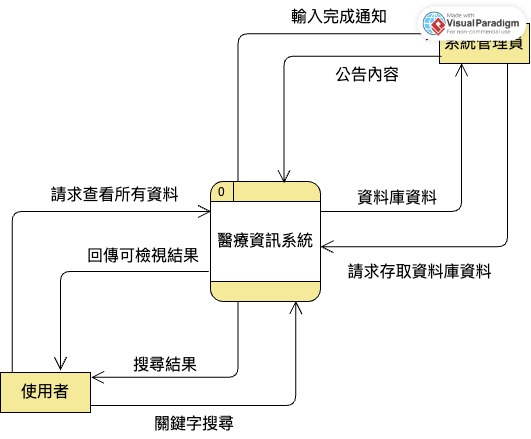 輸入完成通知
Made with
VisualParadigm
For non-commercial use
系統管理員
公告內容
0
請求查看所有資料
資料庫資料
醫療資訊系統
回傳可檢視結果
請求存取資料庫資料
搜尋結果
使用者
關鍵字搜尋